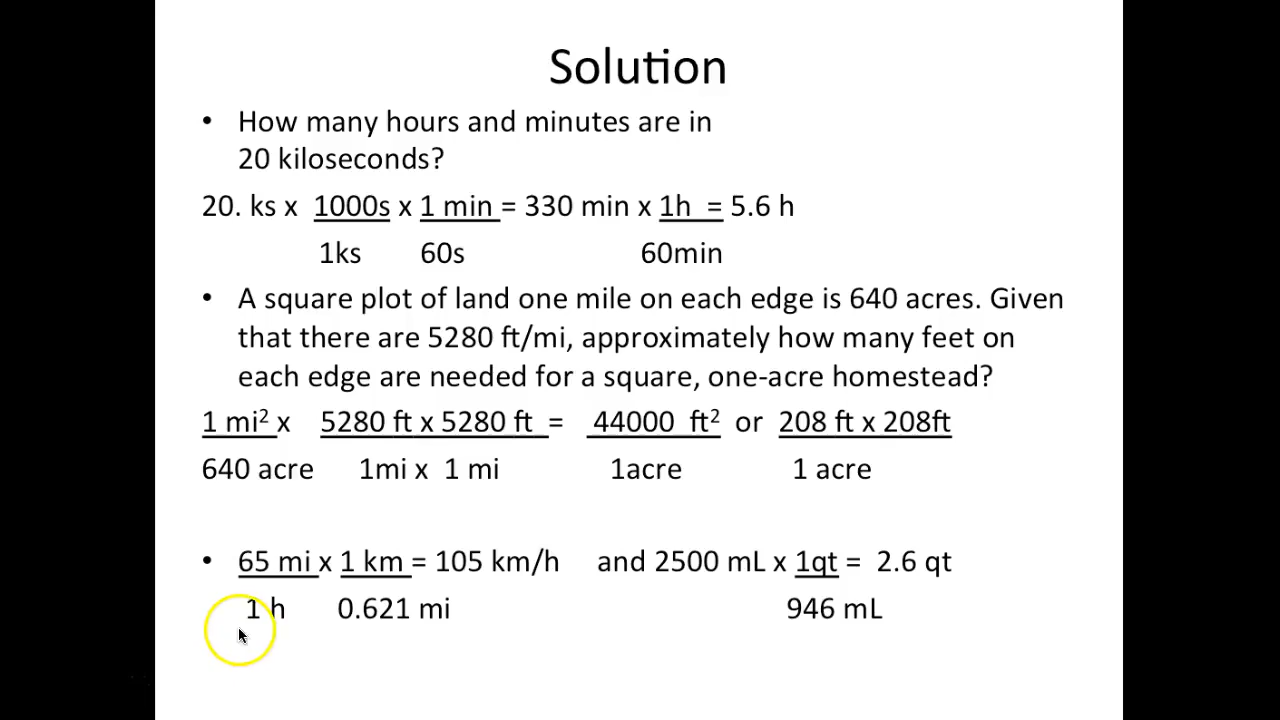 Solution
• How many hours and minutes are in
20 kiloseconds?
20. ks x 1000s x 1 min = 330 min x 1h = 5.6 h
1ks 60s 60min
• A square plot of land one mile on each edge is 640 acres. Given
that there are 5280 ft/mi, approximately how many feet on
each edge are needed for a square, one-acre homestead?
1 mi² x 5280 ft x 5280 ft = 44000 ft² or 208 ft x 208ft
640 acre 1mi x 1 mi 1acre 1 acre
• 65 mi x 1 km = 105 km/h and 2500 mL x 1qt = 2.6 qt
1 h 0.621 mi 946 mL